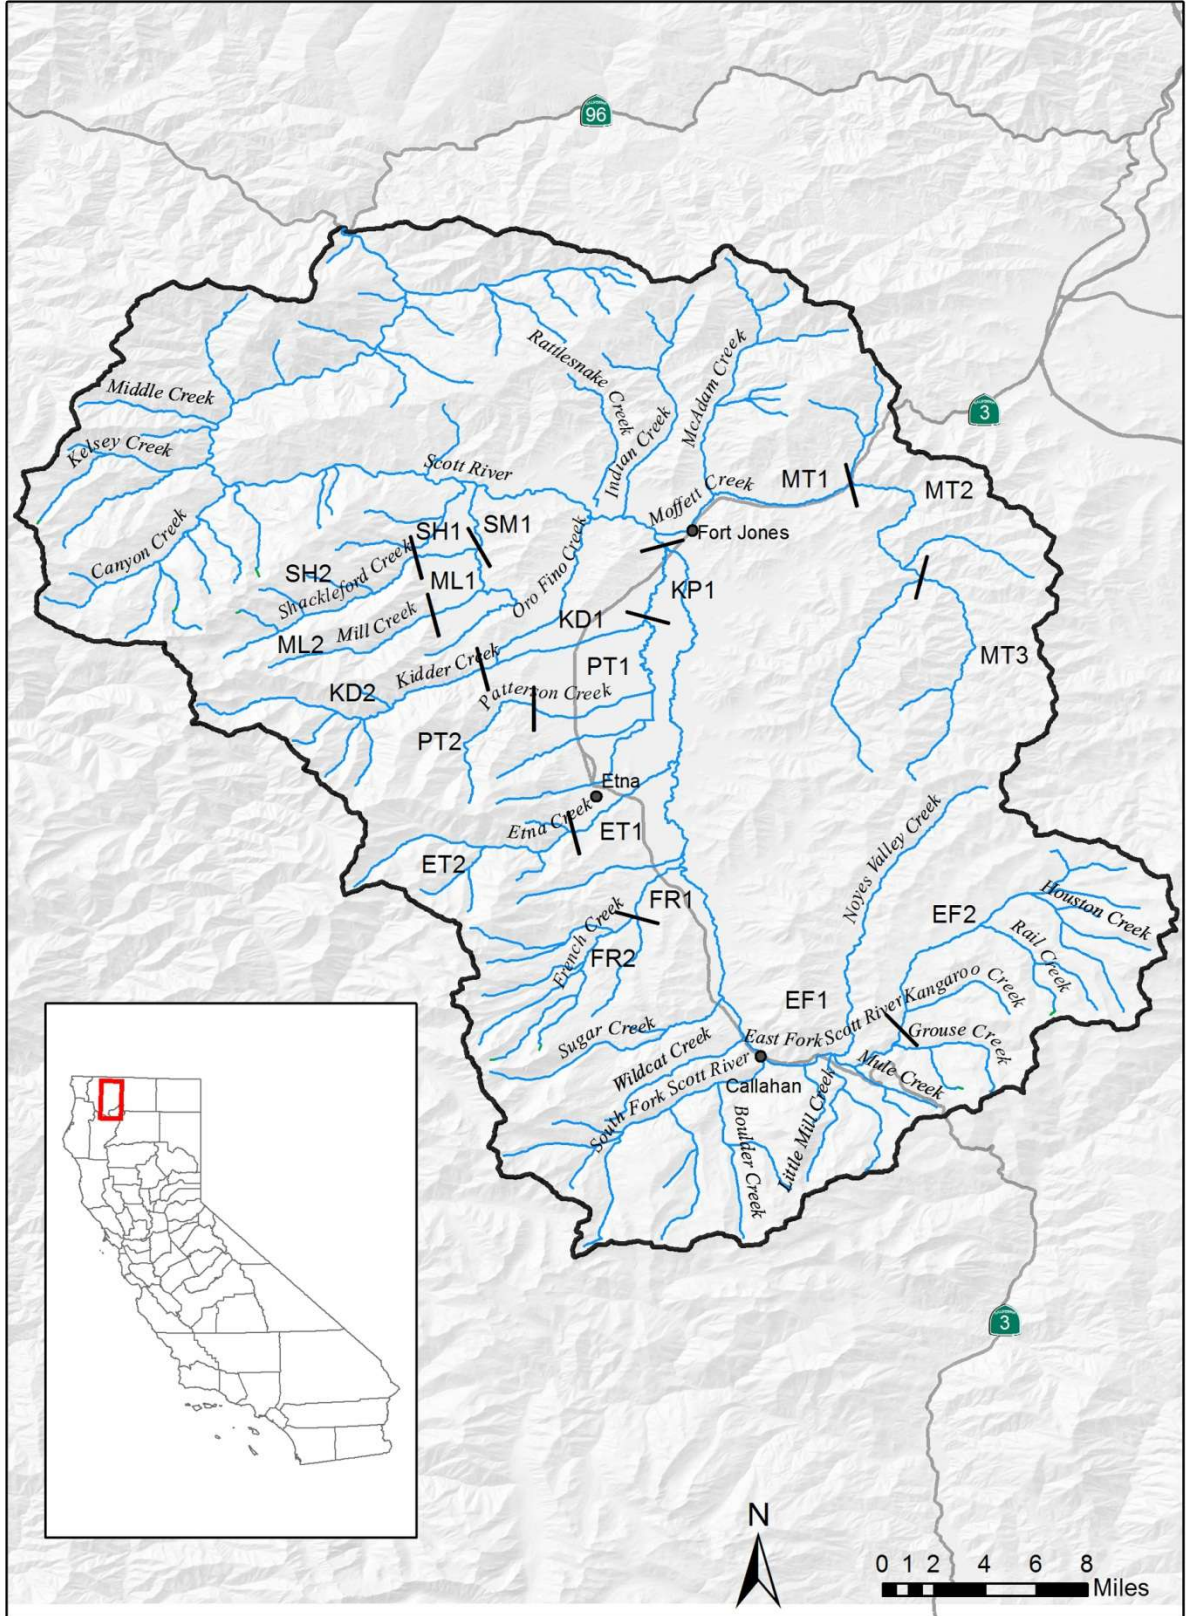 CALIFORNIA
96
Rattlesnake Creek
McAdam Creek
Middle Creek
CALIFORNIA
3
Kelsey Creek
Indian Creek
Scott River
MT1
MT2
Moffett Creek
Canyon Creek
SH1
SM1
Fort Jones
SH2
Shackleford Creek
ML1
Oro Fino Creek
KP1
KD1
ML2
Mill Creek
MT3
Kidder Creek
PT1
KD2
Patterson Creek
PT2
Etna
Etna Creek
ET1
Noyes Valley Creek
ET2
FR1
Houston Creek
EF2
French Creek
Rail Creek
FR2
Kangaroo Creek
EF1
Sugar Creek
East Fork Scott River
Grouse Creek
Wildcat Creek
Mule Creek
South Fork Scott River
Callahan
Boulder Creek
Little Mill Creek
CALIFORNIA
3
N
0 1 2 4 6 8
Miles